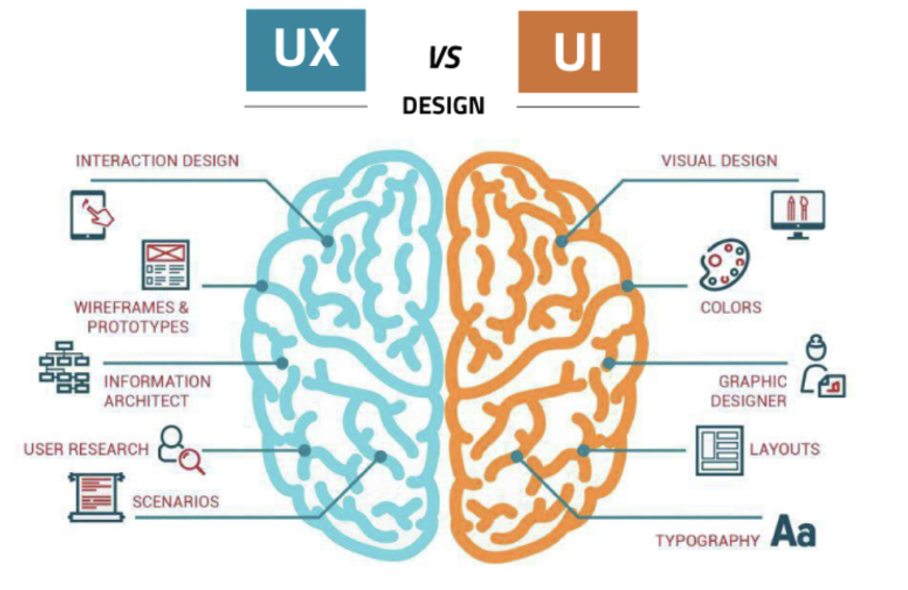 UX
VS
UI
DESIGN
INTERACTION DESIGN
WIREFRAMES &
PROTOTYPES
INFORMATION
ARCHITECT
USER RESEARCH
SCENARIOS
VISUAL DESIGN
COLORS
GRAPHIC
DESIGNER
LAYOUTS
TYPOGRAPHY Aa